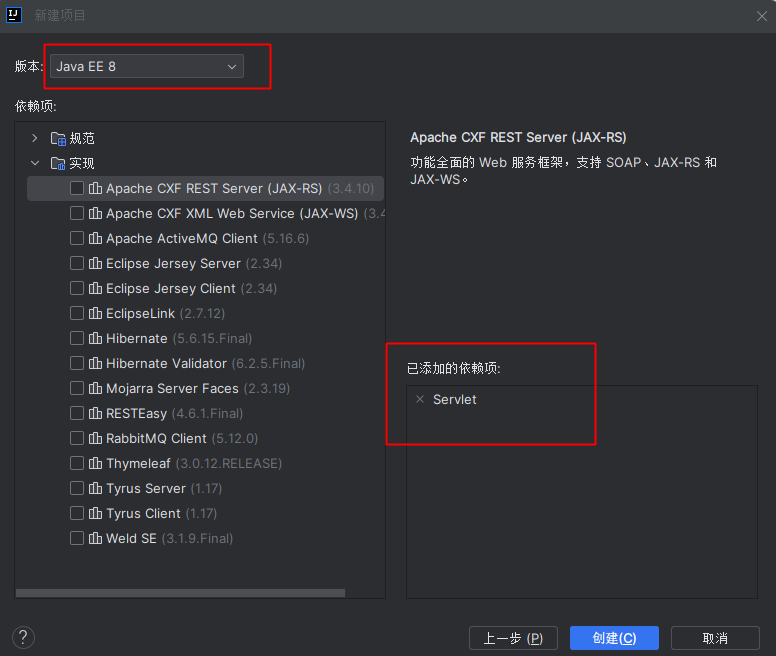 新建项目
版本: Java EE 8
依赖项:
规范
实现
Apache CXF REST Server (JAX-RS) (3.4.10)
Apache CXF XML Web Service (JAX-WS) (3.4
Apache ActiveMQ Client (5.16.6)
Eclipse Jersey Server (2.34)
Eclipse Jersey Client (2.34)
EclipseLink (2.7.12)
Hibernate (5.6.15.Final)
Hibernate Validator (6.2.5.Final)
Mojarra Server Faces (2.3.19)
RESTEasy (4.6.1.Final)
RabbitMQ Client (5.12.0)
Thymeleaf (3.0.12.RELEASE)
Tyrus Server (1.17)
Tyrus Client (1.17)
Weld SE (3.1.9.Final)
Apache CXF REST Server (JAX-RS)
功能全面的 Web 服务框架，支持 SOAP、JAX-RS 和
JAX-WS。
已添加的依赖项:
Servlet
? 上一步 (P) 创建(C) 取消